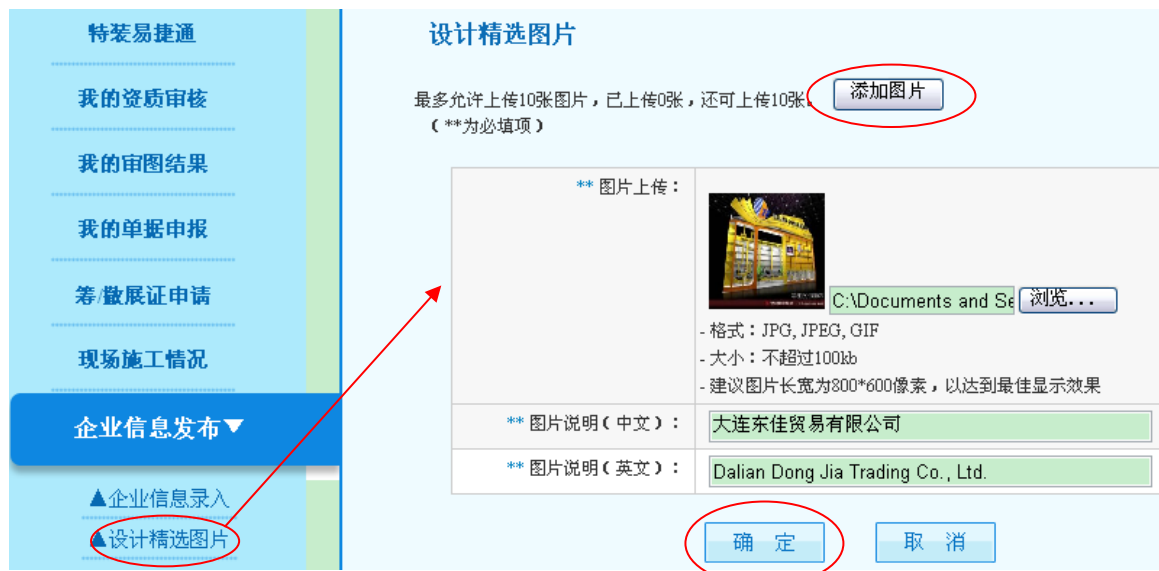 特装易捷通
我的资质审核
我的审图结果
我的单据申报
筹/撤展证申请
现场施工情况
企业信息发布▼
▲企业信息录入
▲设计精选图片
设计精选图片
最多允许上传10张图片，已上传0张，还可上传10张。 添加图片
（**为必填项）
** 图片上传：
C:\Documents and Se 浏览...
- 格式：JPG, JPEG, GIF
- 大小：不超过100kb
- 建议图片长宽为800*600像素，以达到最佳显示效果
** 图片说明(中文)： 大连东佳贸易有限公司
** 图片说明(英文)： Dalian Dong Jia Trading Co., Ltd.
确 定 取 消